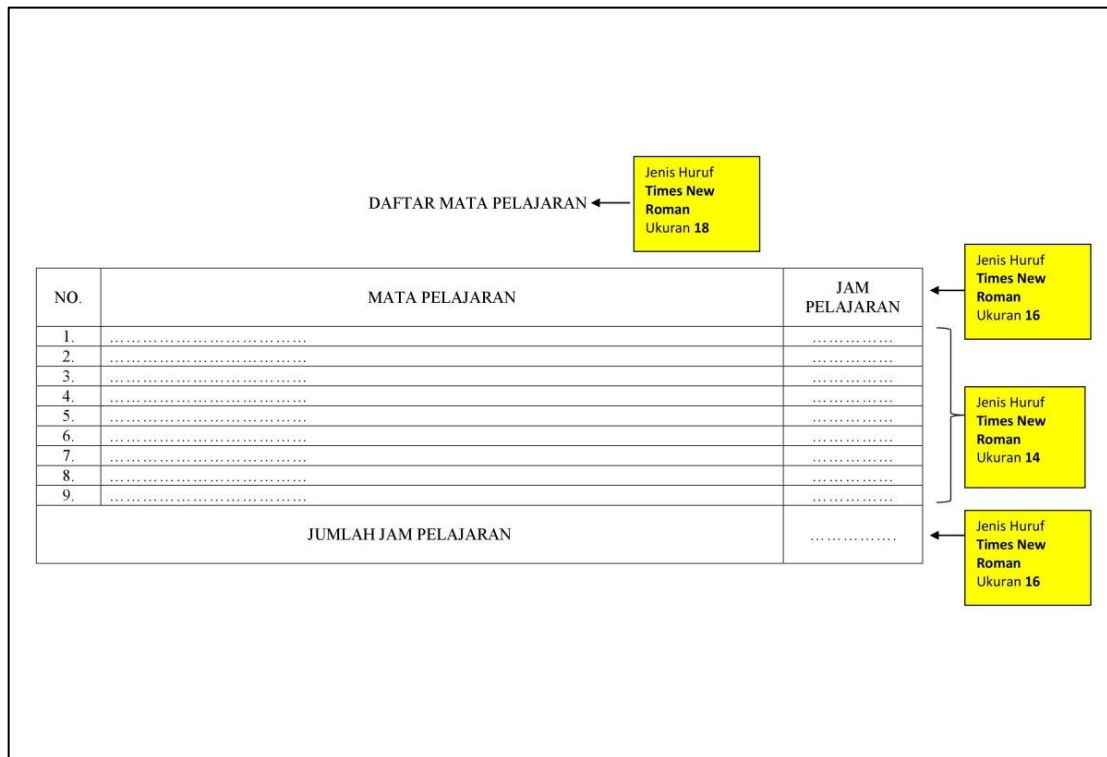 Jenis Huruf
Times New
Roman
Ukuran 18
DAFTAR MATA PELAJARAN
Jenis Huruf
Times New
Roman
Ukuran 16
NO. MATA PELAJARAN JAM
PELAJARAN
1. ……………………………… ……………
2. ……………………………… ……………
3. ……………………………… ……………
4. ……………………………… ……………
5. ……………………………… ……………
6. ……………………………… ……………
7. ……………………………… ……………
8. ……………………………… ……………
9. ……………………………… ……………
Jenis Huruf
Times New
Roman
Ukuran 14
JUMLAH JAM PELAJARAN …………….
Jenis Huruf
Times New
Roman
Ukuran 16